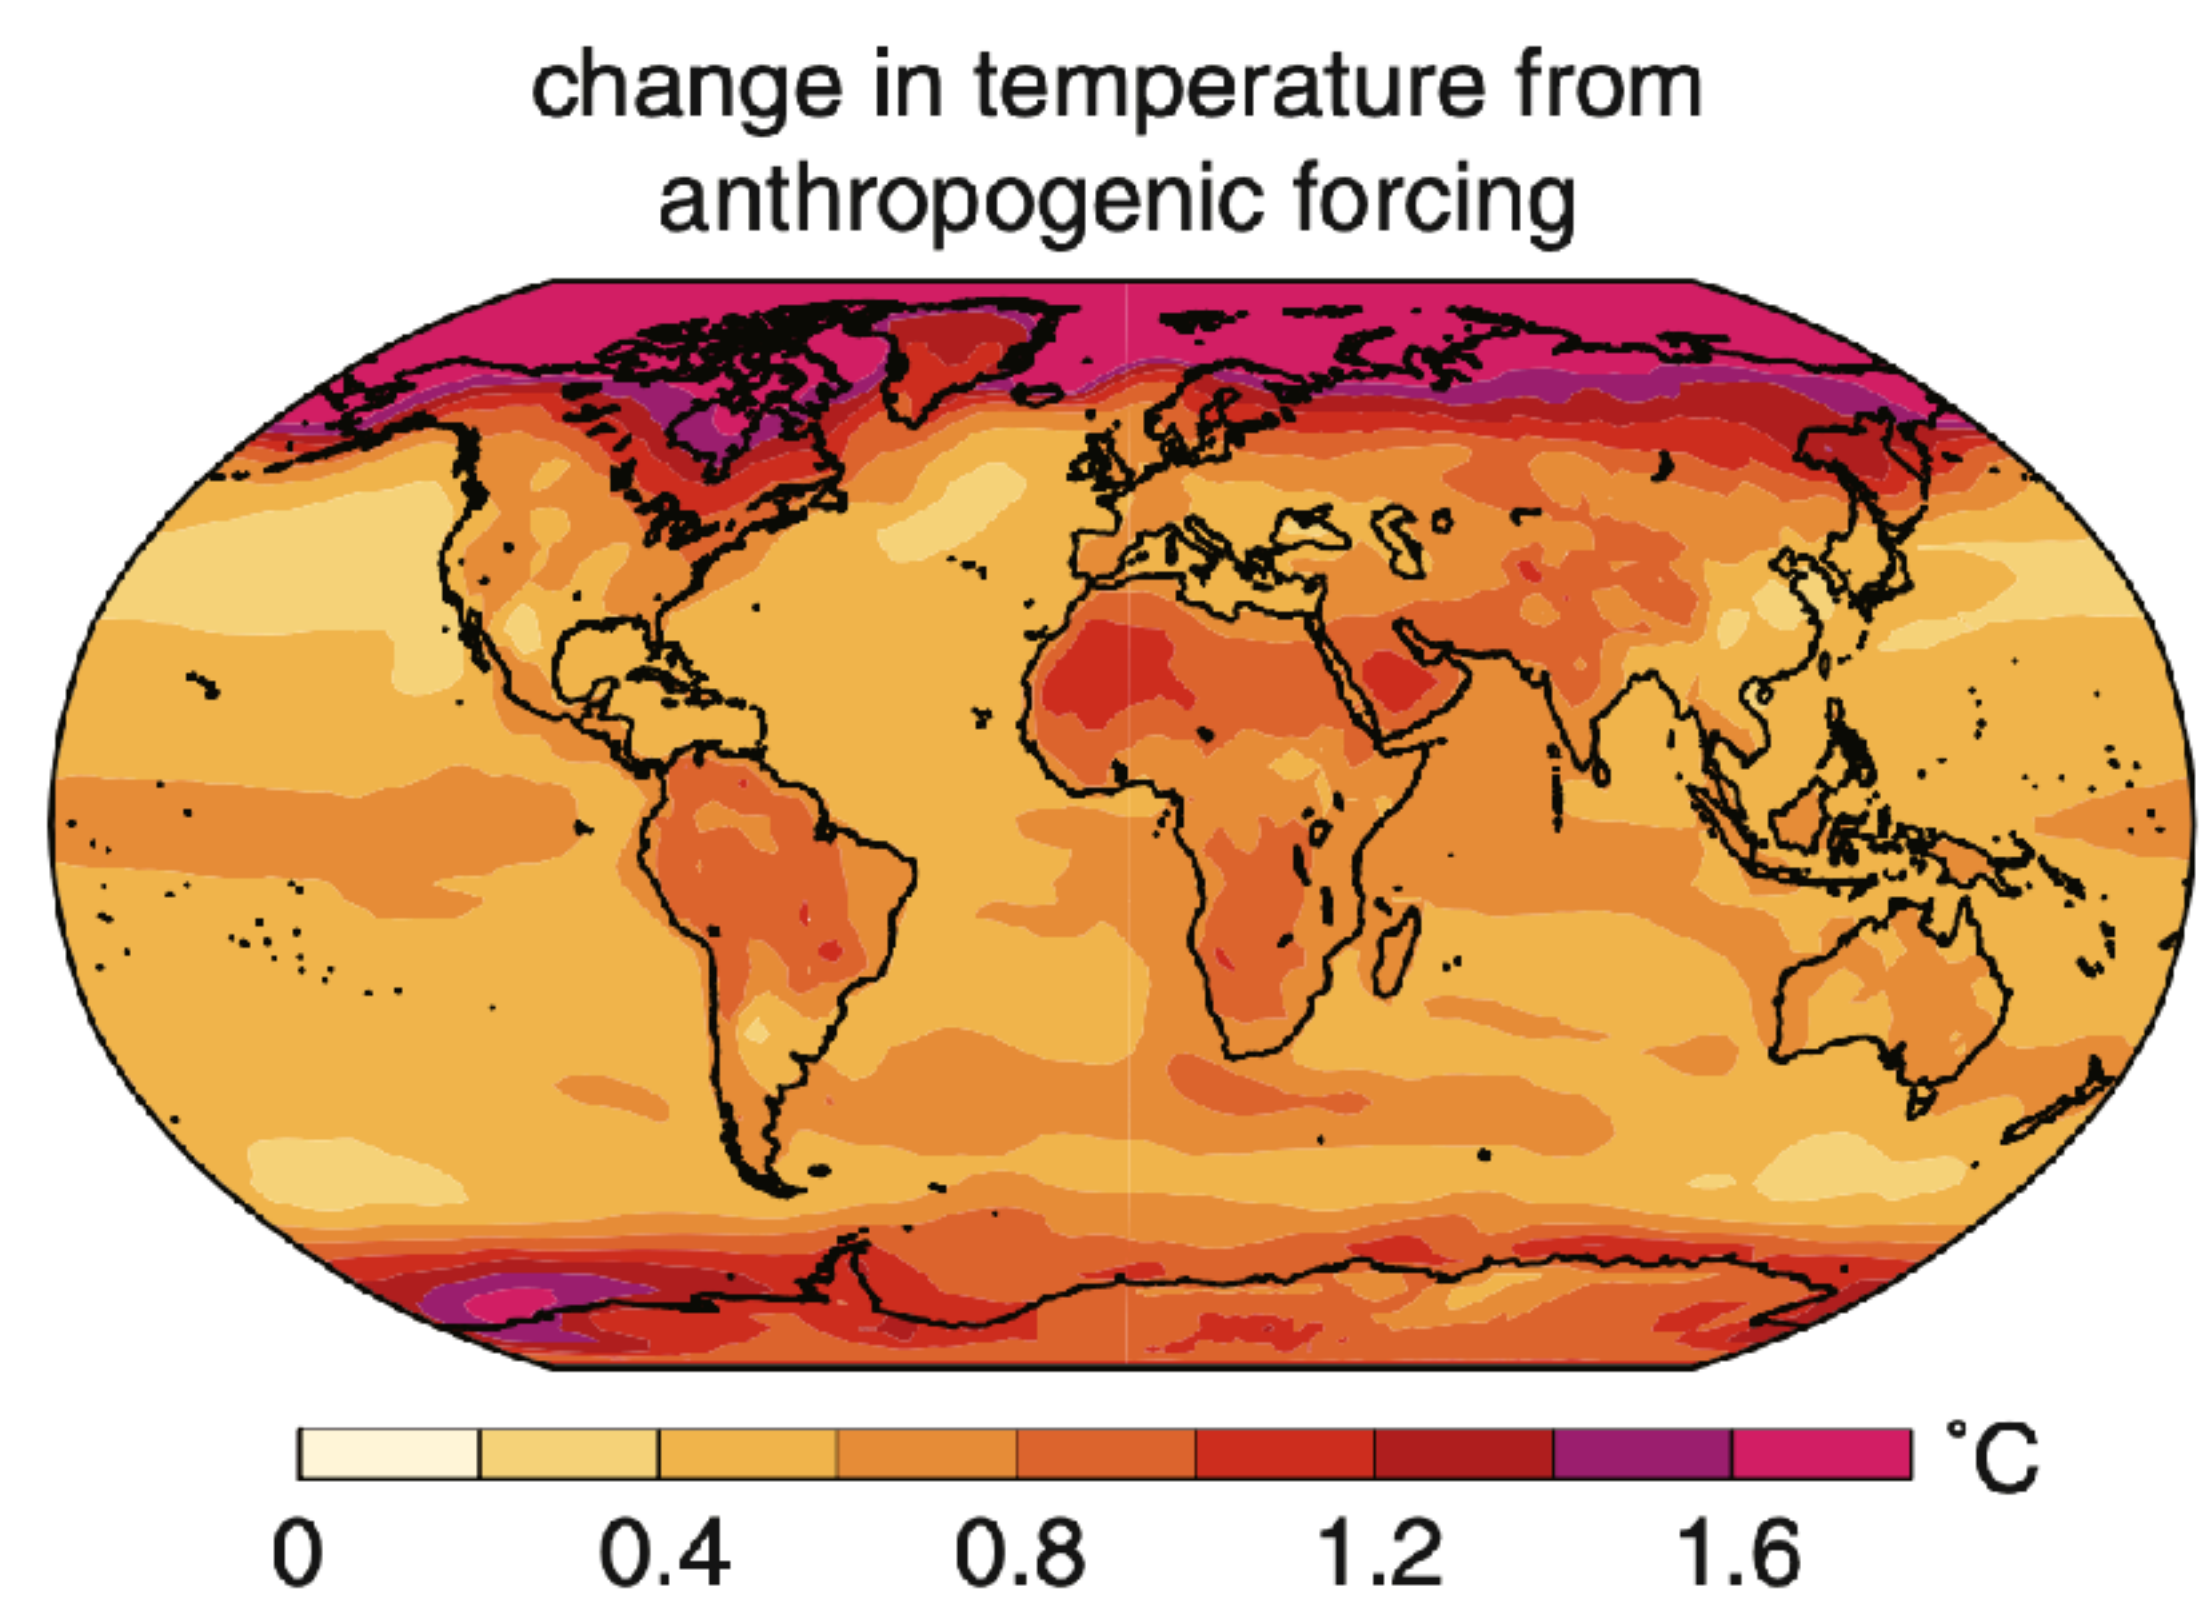 change in temperature from
anthropogenic forcing
˚C
0 0.4 0.8 1.2 1.6